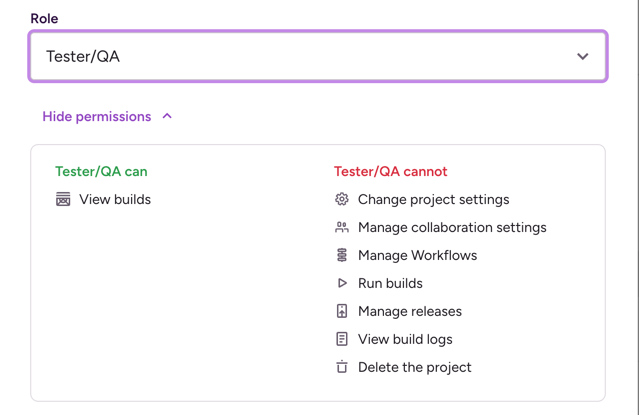 Role
Tester/QA
Hide permissions
Tester/QA can
View builds
Tester/QA cannot
Change project settings
Manage collaboration settings
Manage Workflows
Run builds
Manage releases
View build logs
Delete the project